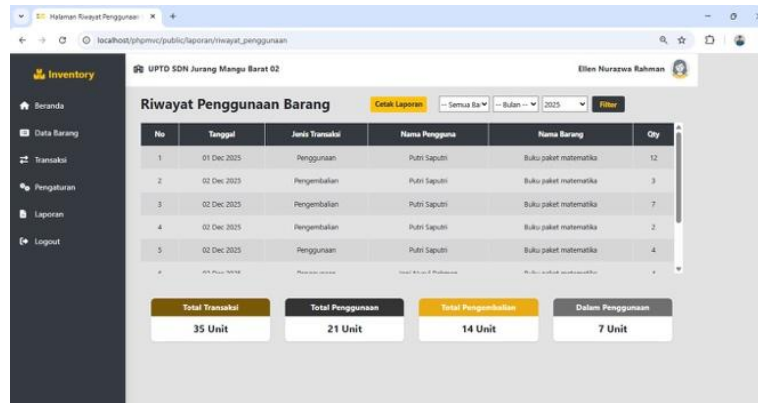 Halaman Riwayat Penggunaan
localhost/phpmvc/public/laporan/riwayat_penggunaan
Inventory
UPTD SDN Jurang Mangu Barat 02
Ellen Nurazwa Rahman
Beranda
Data Barang
Transaksi
Pengaturan
Laporan
Logout
Riwayat Penggunaan Barang
Cetak Laporan
-- Semua Ba
-- Bulan --
2025
Filter
No Tanggal Jenis Transaksi Nama Pengguna Nama Barang Qty
1 01 Dec 2025 Penggunaan Putri Saputri Buku paket matematika 12
2 02 Dec 2025 Pengembalian Putri Saputri Buku paket matematika 3
3 02 Dec 2025 Pengembalian Putri Saputri Buku paket matematika 7
4 02 Dec 2025 Pengembalian Putri Saputri Buku paket matematika 2
5 02 Dec 2025 Penggunaan Putri Saputri Buku paket matematika 4
Total Transaksi
35 Unit
Total Penggunaan
21 Unit
Total Pengembalian
14 Unit
Dalam Penggunaan
7 Unit